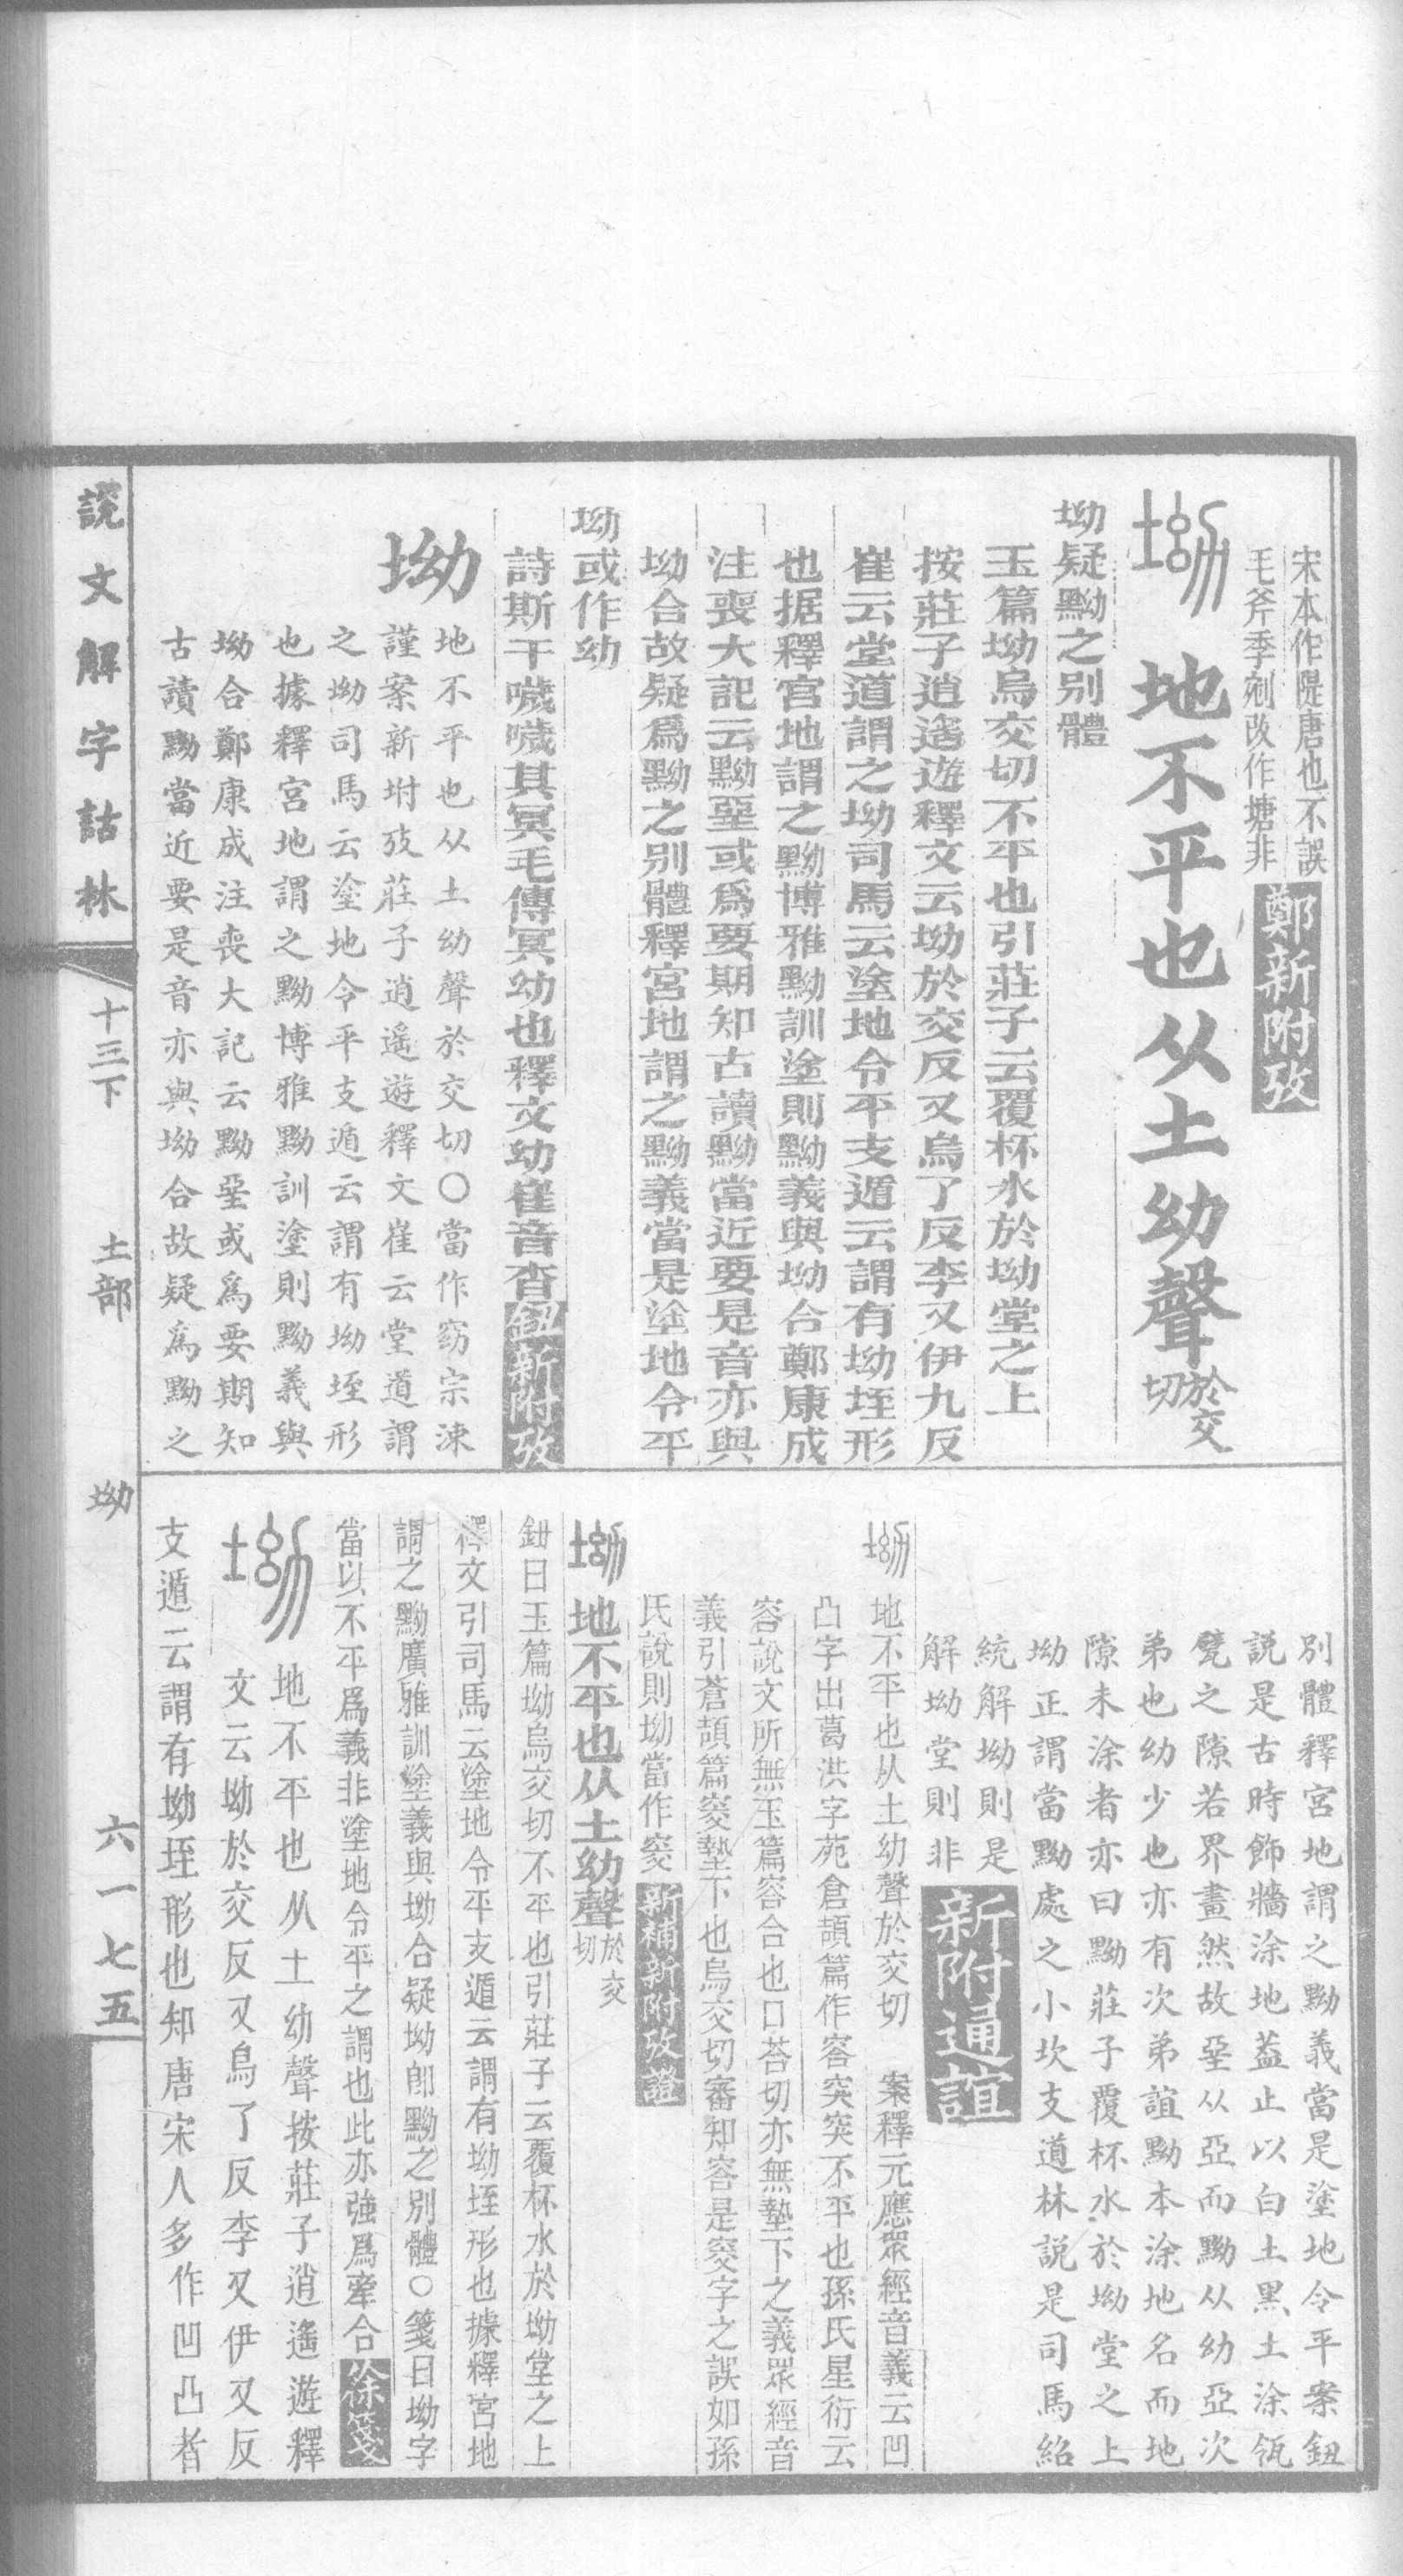 宋本作隄唐也不誤
毛斧季剜改作塘非
鄭新附攷
坳 地不平也从土幼聲於交切
坳疑黝之别體
玉篇坳烏交切不平也引莊子云覆杯水於坳堂之上
按莊子逍遙遊釋文云坳於交反又烏了反李又伊九反
崔云堂道謂之坳司馬云塗地令平支遁云謂有坳垤形
也据釋宮地謂之黝博雅黝訓塗則黝義與坳合鄭康成
注喪大記云黝堊或爲要期知古讀黝當近要是音亦與
坳合故疑爲黝之别體釋宮地謂之黝義當是塗地令平
坳或作幼
詩斯干噦噦其冥毛傳冥幼也釋文幼崔音杳鈕新附攷
坳 地不平也从土幼聲於交切○當作窈宗涑
謹案新坿攷莊子逍遙遊釋文崔云堂道謂
之坳司馬云塗地令平支遁云謂有坳垤形
也據釋宮地謂之黝博雅黝訓塗則黝義與
坳合鄭康成注喪大記云黝堊或爲要期知
古讀黝當近要是音亦與坳合故疑爲黝之
別體釋宮地謂之黝義當是塗地令平案鈕
説是古時飾牆涂地葢止以白土黑土涂瓴
甓之隙若界畫然故堊从亞而黝从幼亞次
弟也幼少也亦有次弟誼黝本涂地名而地
隙未涂者亦曰黝莊子覆杯水於坳堂之上
坳正謂當黝處之小坎支道林説是司馬紹
統解坳則是
解坳堂則非
新附通誼
坳 地不平也从土幼聲於交切 案釋元應眾經音義云凹
凸字出葛洪字苑倉頡篇作容突突不平也孫氏星衍云
容說文所無玉篇容合也口荅切亦無墊下之義眾經音
義引蒼頡篇窔墊下也烏交切審知容是窔字之誤如孫
氏說則坳當作窔新補新附攷證
坳 地不平也从土幼聲於交切
鈕曰玉篇坳烏交切不平也引莊子云覆杯水於坳堂之上
釋文引司馬云塗地令平支遁云謂有坳垤形也據釋宮地
謂之黝廣雅訓塗義與坳合疑坳卽黝之别體○箋曰坳字
當以不平爲義非塗地令平之謂也此亦強爲牽合徐箋
坳 地不平也从土幼聲按莊子逍遙遊釋
文云坳於交反又烏了反李又伊又反
支遁云謂有坳垤形也知唐宋人多作凹凸者
說文解字詁林 十三下 土部 坳 六一七五